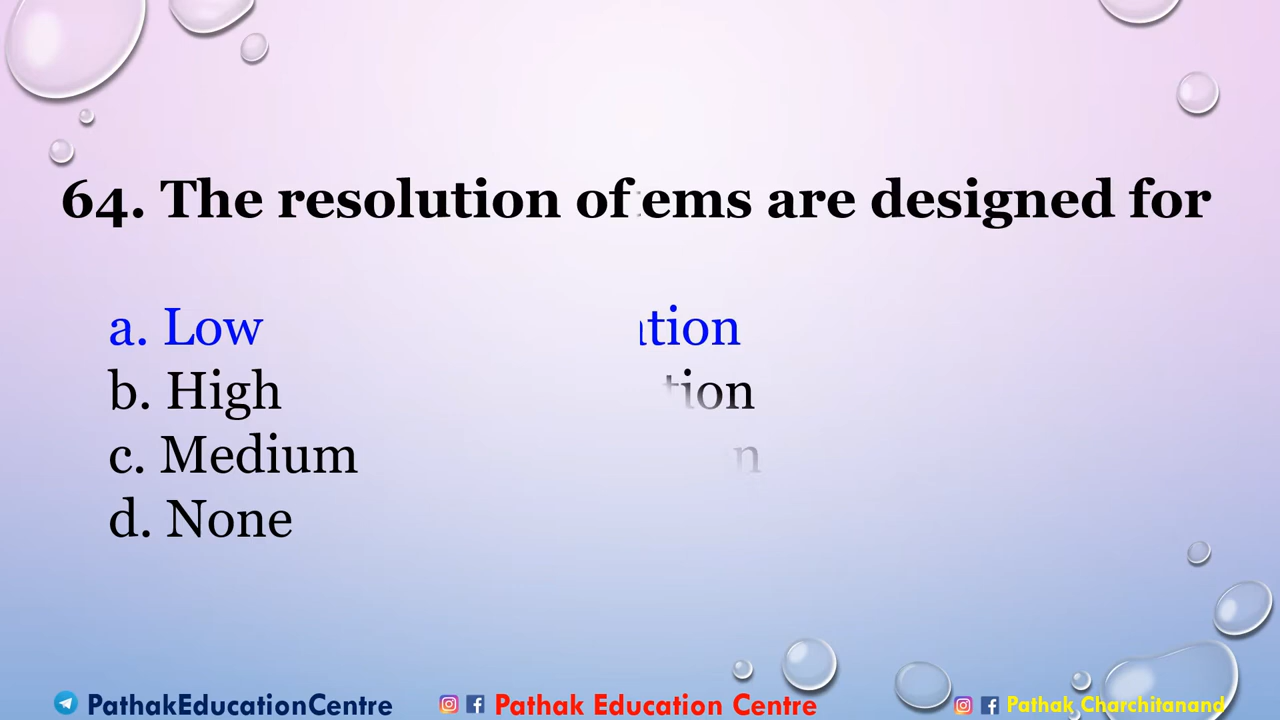 64. The resolution of ems are designed for
a. Low tion
b. High tion
c. Medium n
d. None
PathakEducationCentre Pathak Education Centre Pathak Charchitanand